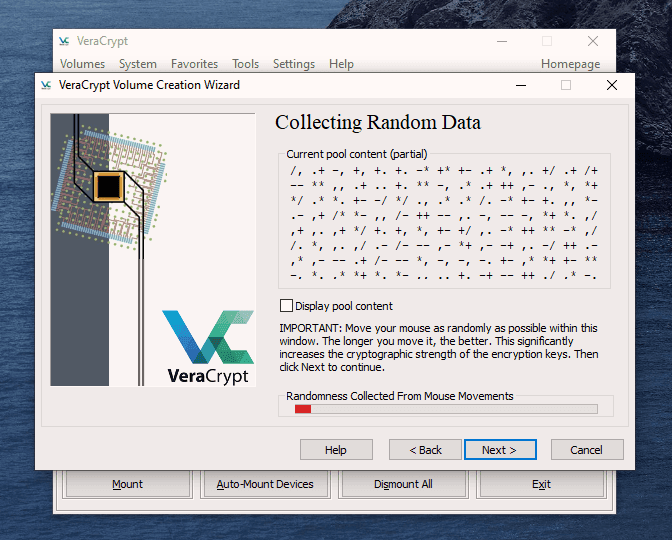 VeraCrypt
Volumes System Favorites Tools Settings Help Homepage
VeraCrypt Volume Creation Wizard
Collecting Random Data
Current pool content (partial)
/, .+ -, +, +. +. -* +* +- .+ *, ,. +/ .+ /+
-- ** ,, .+ .. +. ** -, .* .+ ++ ,- ., *, *+
*/ .* *. +- -/ */ ., .* .* /. -* +- +. ,, *-
.- ,+ /* *- ,, /- ++ -- ,. -, -- -, *+ *. ,/
,+ ,. ,+ */ +. +, *, +- +/ ,. -* ++ ** -* ,/
/. *, ,. ,/ .- /- -- ,- *+ ,- -+ ,. -/ ++ .-
,* ,- -- .+ /- -- *, -, -, -. +- ,* *+ +- **
-. *. .* *+ *. *- .. .. +. -+ -- ++ ./ .* -.
Display pool content
IMPORTANT: Move your mouse as randomly as possible within this
window. The longer you move it, the better. This significantly
increases the cryptographic strength of the encryption keys. Then
click Next to continue.
VeraCrypt
Randomness Collected From Mouse Movements
Help < Back Next > Cancel
Mount Auto-Mount Devices Dismount All Exit